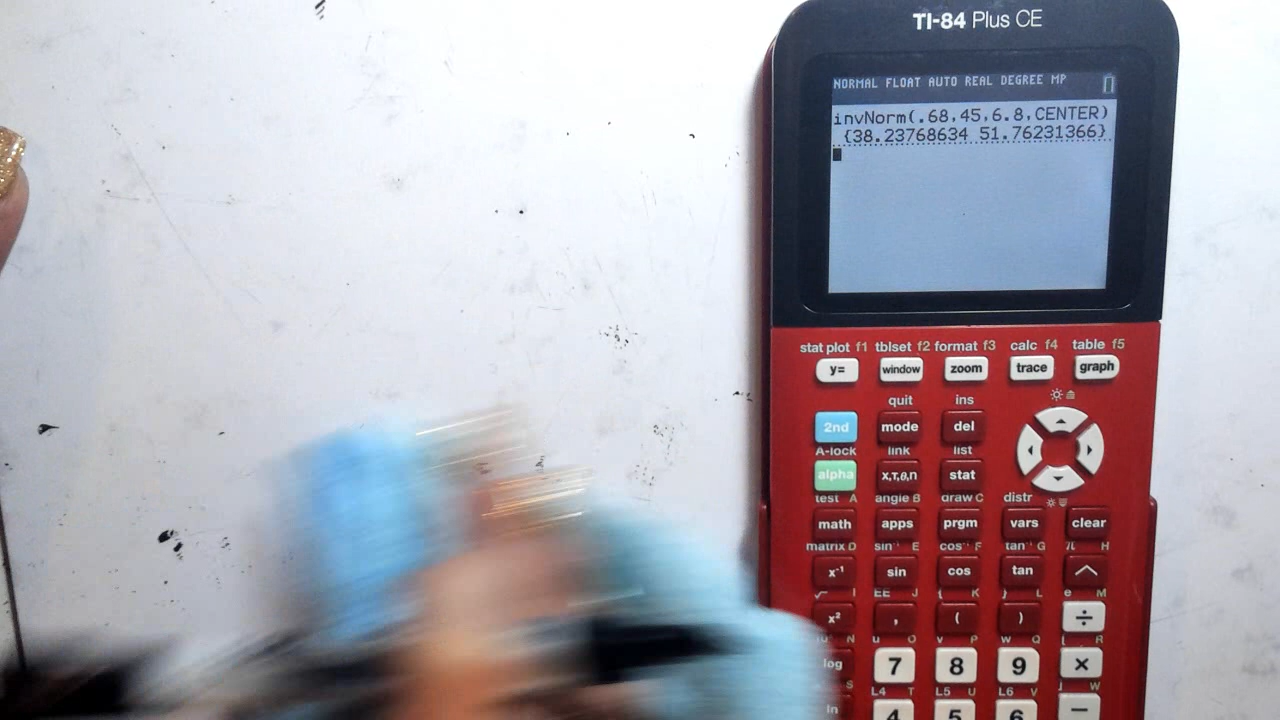 TI-84 Plus CE
NORMAL FLOAT AUTO REAL DEGREE MP
invNorm(.68,45,6.8,CENTER)
{38.23768634 51.76231366}
stat plot f1 tblset f2 format f3 calc f4 table f5
y= window zoom trace graph
quit ins
2nd mode del
A-lock link list
alpha x,T,θ,n stat
test A angle B draw C distr
math apps prgm vars clear
matrix D sin⁻¹ E cos⁻¹ F tan⁻¹ G π H
x⁻¹ sin cos tan ^
√ I EE J { K } L e M
x² , ( ) ÷
N u O v P w Q [ R
log 7 8 9 ×
S L4 T L5 U L6 V ] W
ln 4 5 6 −